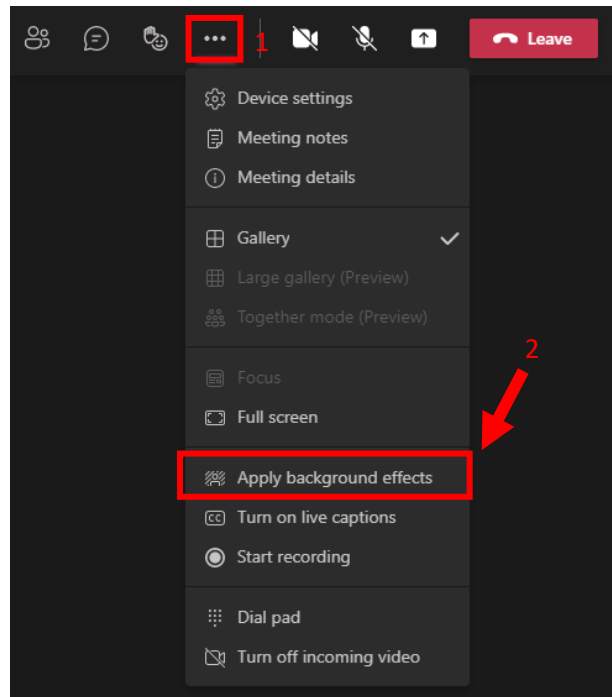 1
Leave
Device settings
Meeting notes
Meeting details
Gallery
Large gallery (Preview)
Together mode (Preview)
2
Focus
Full screen
Apply background effects
CC Turn on live captions
Start recording
Dial pad
Turn off incoming video